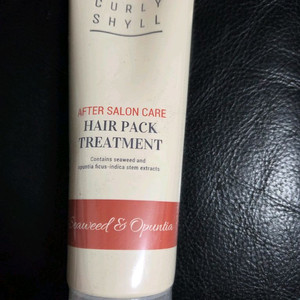 CURLY
SHYLL
AFTER SALON CARE
HAIR PACK
TREATMENT
Contains seaweed and
opuntia ficus-indica stem extracts
Seaweed & Opuntia